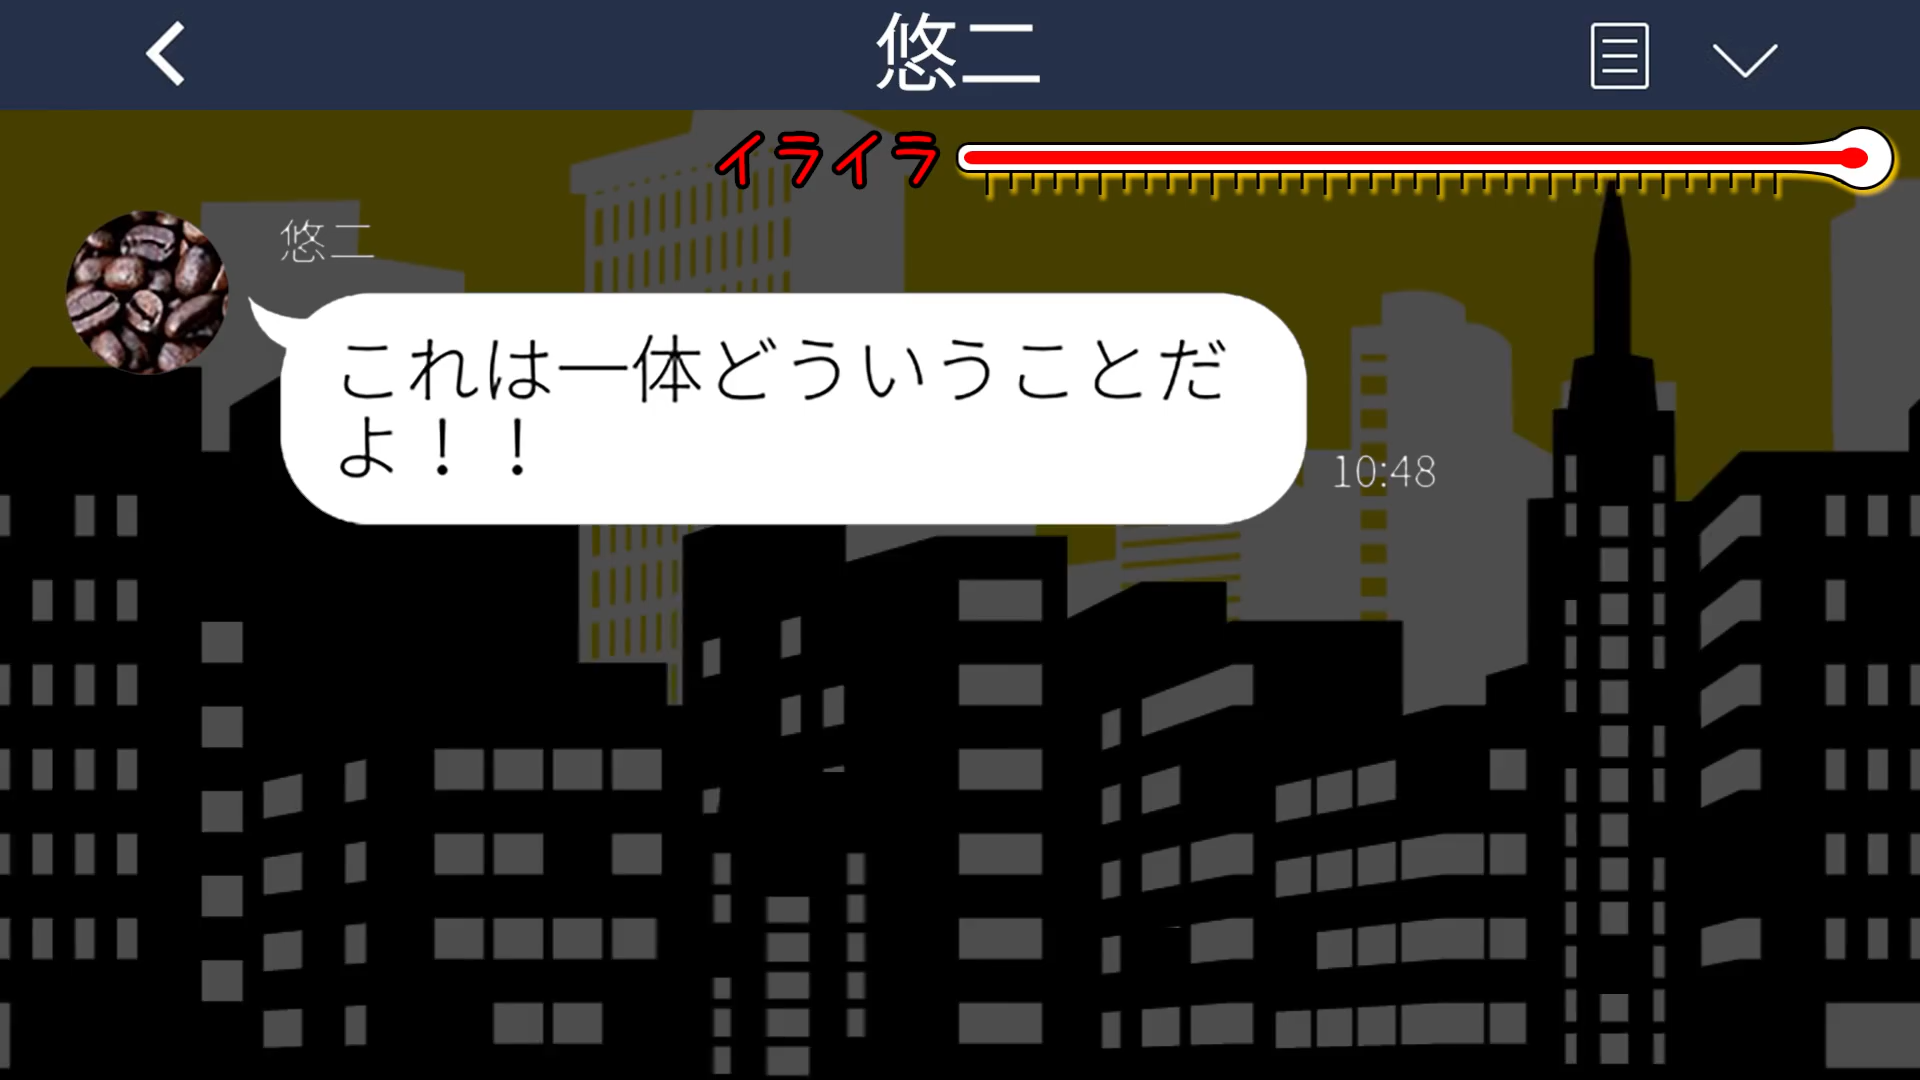 悠二
イライラ
悠二
これは一体どういうことだ
よ！！
10:48